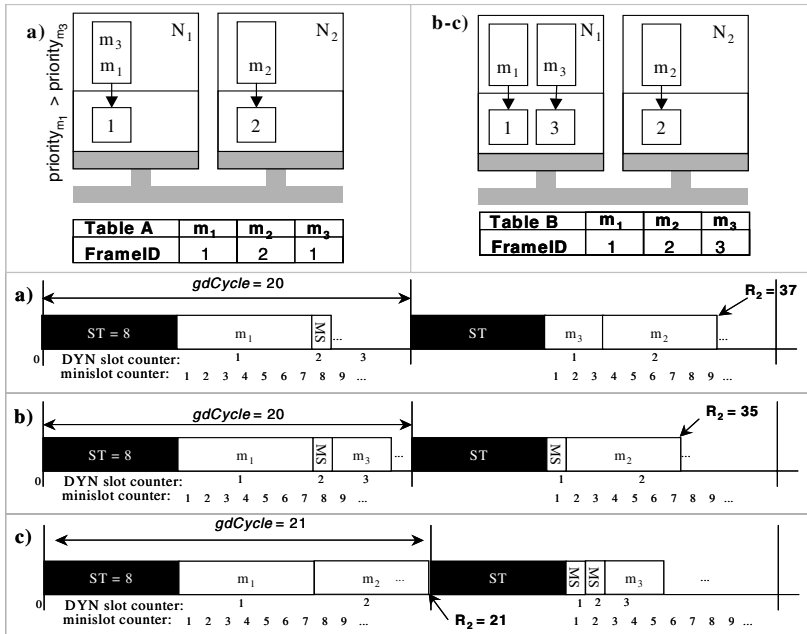 a)
priority m1 > priority m3
m3
m1
1
N1
m2
2
N2
Table A m1 m2 m3
FrameID 1 2 1
b-c)
m1
m3
1
3
N1
m2
2
N2
Table B m1 m2 m3
FrameID 1 2 3
a)
gdCycle = 20
R2 = 37
ST = 8 m1 MS ... ST m3 m2 ...
0
DYN slot counter: 1 2 3 1 2
minislot counter: 1 2 3 4 5 6 7 8 9 ... 1 2 3 4 5 6 7 8 9 ...
b)
gdCycle = 20
R2 = 35
ST = 8 m1 MS m3 ... ST MS m2 ...
0
DYN slot counter: 1 2 3 1 2
minislot counter: 1 2 3 4 5 6 7 8 9 ... 1 2 3 4 5 6 7 8 9 ...
c)
gdCycle = 21
ST = 8 m1 m2 ... ST MS MS m3 ...
0
DYN slot counter: 1 2 R2 = 21 1 2 3
minislot counter: 1 2 3 4 5 6 7 8 9 ... 1 2 3 4 5 6 7 8 9 ...